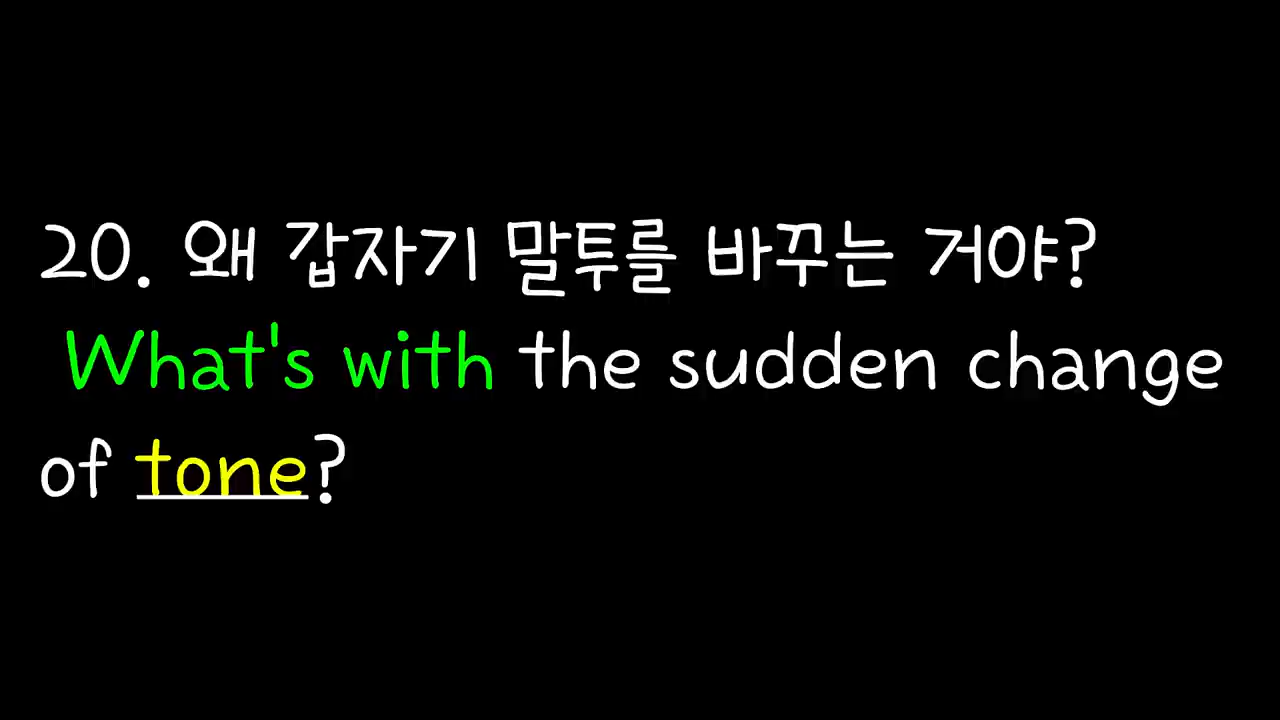 20. 왜 갑자기 말투를 바꾸는 거야?
What's with the sudden change
of tone?